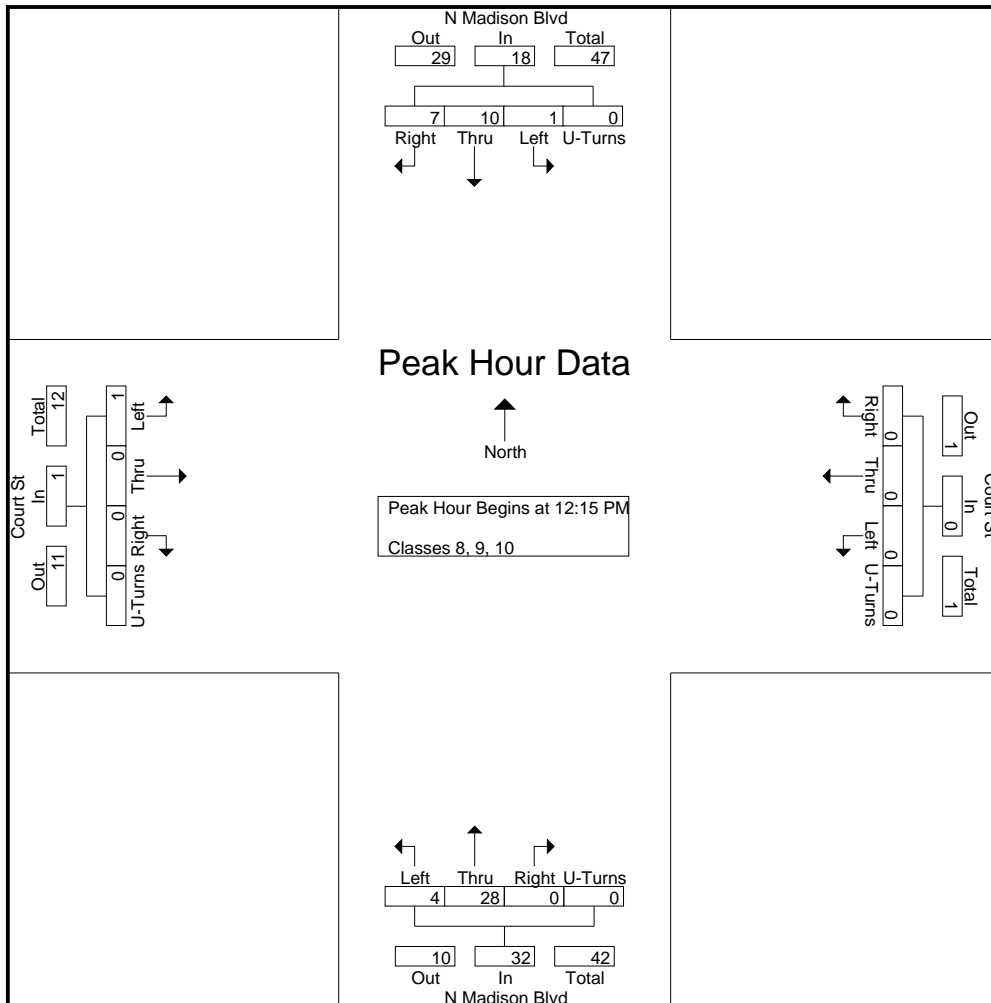 N Madison Blvd
Out In Total
29 18 47
7 10 1 0
Right Thru Left U-Turns
Peak Hour Data
North
Peak Hour Begins at 12:15 PM
Classes 8, 9, 10
Court St
Total In Out
12 1 11
1 0 0 0
Left Thru Right U-Turns
Right Thru Left U-Turns
0 0 0 0
Out In Total
1 0 1
Court St
Left Thru Right U-Turns
4 28 0 0
10 32 42
Out In Total
N Madison Blvd